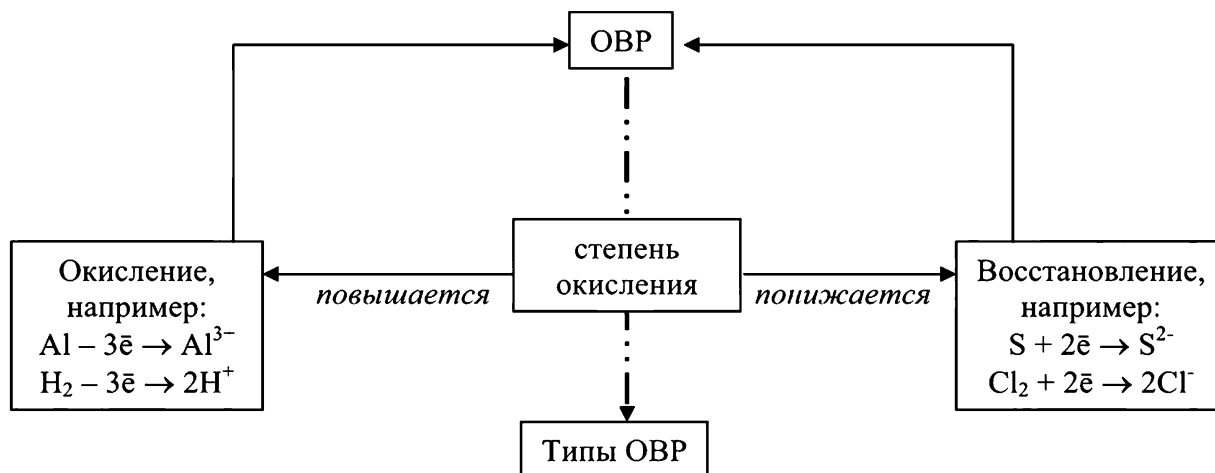 ОВР
степень
окисления
повышается
понижается
Окисление,
например:
Al – 3ē → Al³⁻
H₂ – 3ē → 2H⁺
Восстановление,
например:
S + 2ē → S²⁻
Cl₂ + 2ē → 2Cl⁻
Типы ОВР